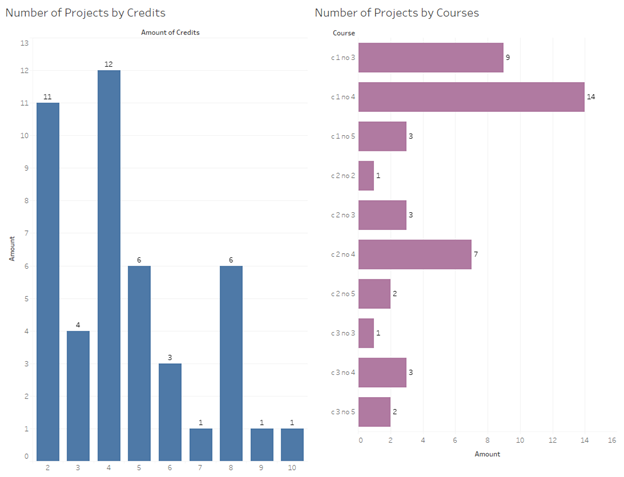 Number of Projects by Credits
Amount of Credits
13
12
11
10
9
8
7
6
5
4
3
2
1
0
Amount
11
4
12
6
3
1
6
1
1
2 3 4 5 6 7 8 9 10
Number of Projects by Courses
Course
c 1 no 3 9
c 1 no 4 14
c 1 no 5 3
c 2 no 2 1
c 2 no 3 3
c 2 no 4 7
c 2 no 5 2
c 3 no 3 1
c 3 no 4 3
c 3 no 5 2
0 2 4 6 8 10 12 14 16
Amount